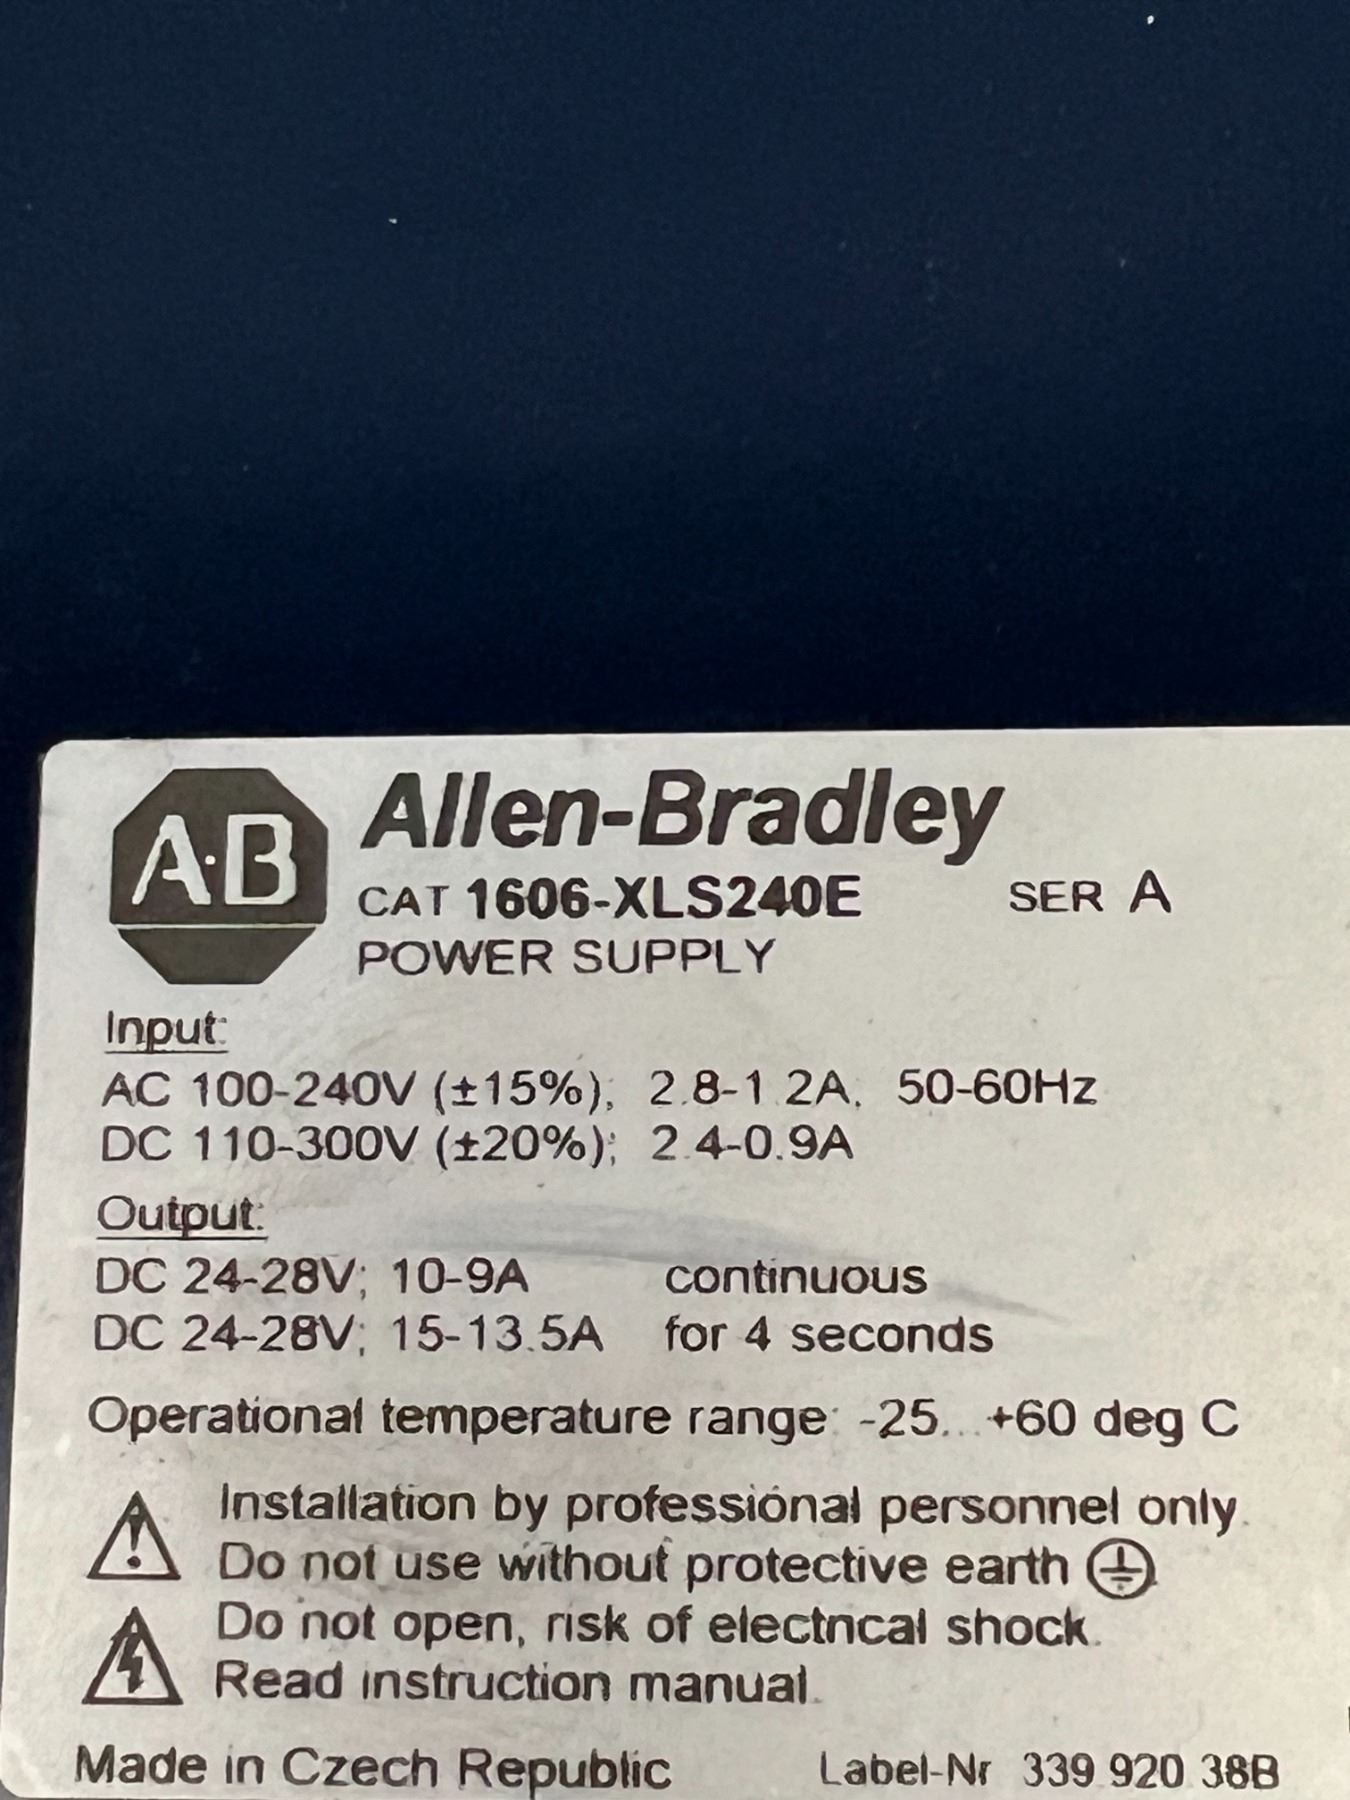 A·B Allen-Bradley
CAT 1606-XLS240E SER A
POWER SUPPLY
Input:
AC 100-240V (±15%); 2.8-1.2A, 50-60Hz
DC 110-300V (±20%); 2.4-0.9A
Output:
DC 24-28V; 10-9A continuous
DC 24-28V; 15-13.5A for 4 seconds
Operational temperature range: -25...+60 deg C
Installation by professional personnel only.
Do not use without protective earth
Do not open, risk of electrical shock.
Read instruction manual.
Made in Czech Republic Label-Nr 339.920.38B